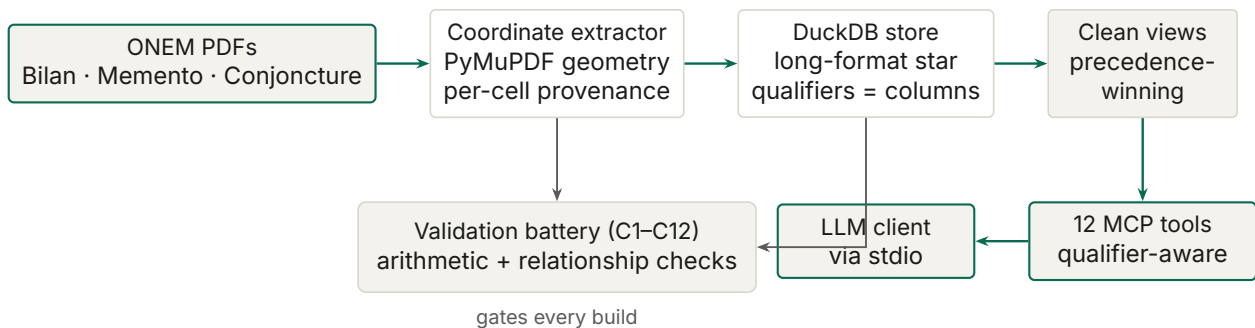 ONEM PDFs
Bilan · Memento · Conjoncture
Coordinate extractor
PyMuPDF geometry
per-cell provenance
DuckDB store
long-format star
qualifiers = columns
Clean views
precedence-
winning
Validation battery (C1–C12)
arithmetic + relationship checks
LLM client
via stdio
12 MCP tools
qualifier-aware
gates every build